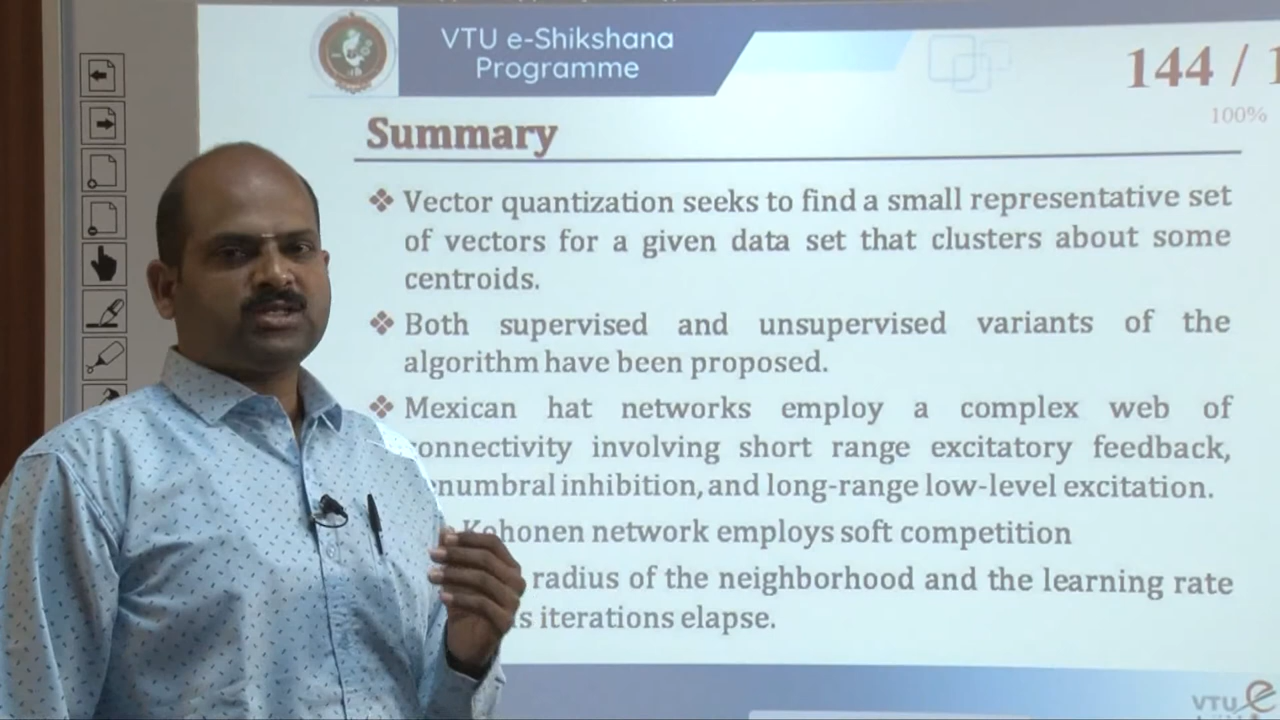 VTU e-Shikshana
Programme
144 /
100%
Summary
Vector quantization seeks to find a small representative set
of vectors for a given data set that clusters about some
centroids.
Both supervised and unsupervised variants of the
algorithm have been proposed.
Mexican hat networks employ a complex web of
onnectivity involving short range excitatory feedback,
enumbral inhibition, and long-range low-level excitation.
Kohonen network employs soft competition
radius of the neighborhood and the learning rate
s iterations elapse.
VTU e